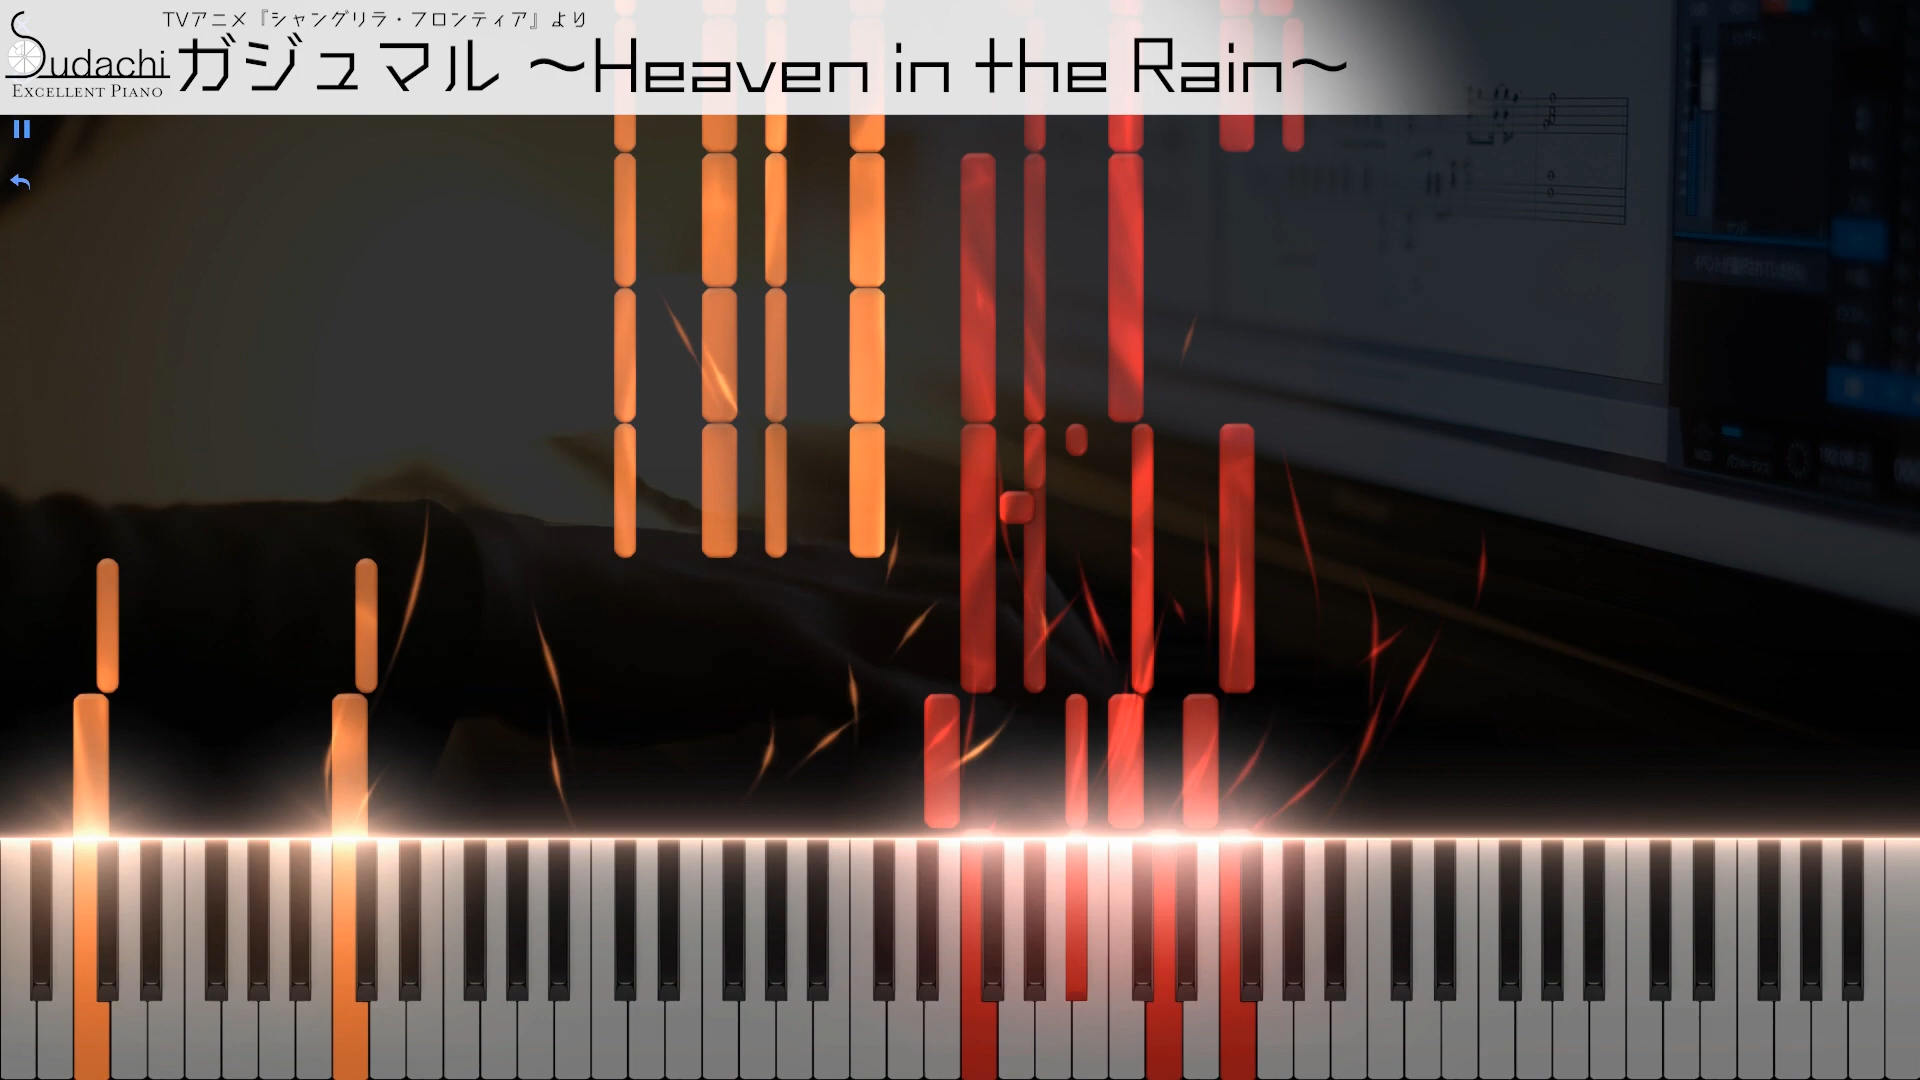 TVアニメ『シャングリラ・フロンティア』より
Sudachi
EXCELLENT PIANO
ガジュマル ～Heaven in the Rain～